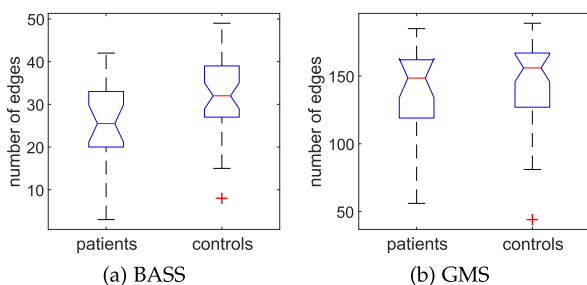 number of edges
50
40
30
20
10
patients
controls
(a) BASS
number of edges
150
100
50
patients
controls
(b) GMS